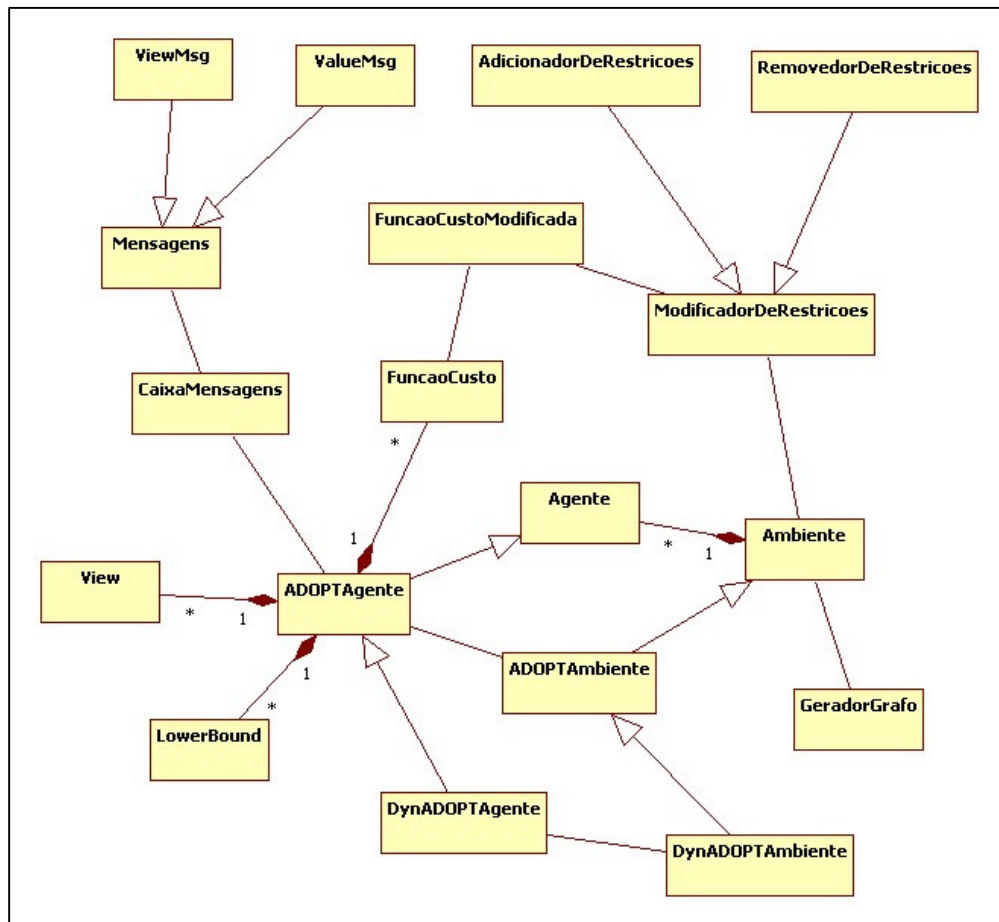 ViewMsg
ValueMsg
AdicionadorDeRestricoes
RemovedorDeRestricoes
Mensagens
FuncaoCustoModificada
ModificadorDeRestricoes
CaixaMensagens
FuncaoCusto
*
Agente
*
1
Ambiente
1
View
*
1
ADOPTAgente
1
*
ADOPTAmbiente
GeradorGrafo
LowerBound
DynADOPTAgente
DynADOPTAmbiente